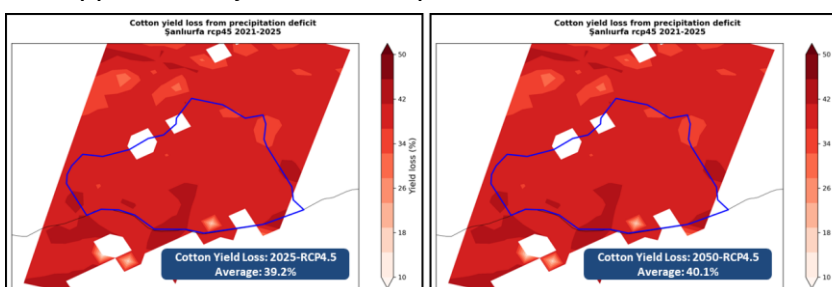 Cotton yield loss from precipitation deficit
Şanlıurfa rcp45 2021-2025
50
42
34
26
18
10
Yield loss (%)
Cotton Yield Loss: 2025-RCP4.5
Average: 39.2%
Cotton yield loss from precipitation deficit
Şanlıurfa rcp45 2021-2025
50
42
34
26
18
10
Cotton Yield Loss: 2050-RCP4.5
Average: 40.1%